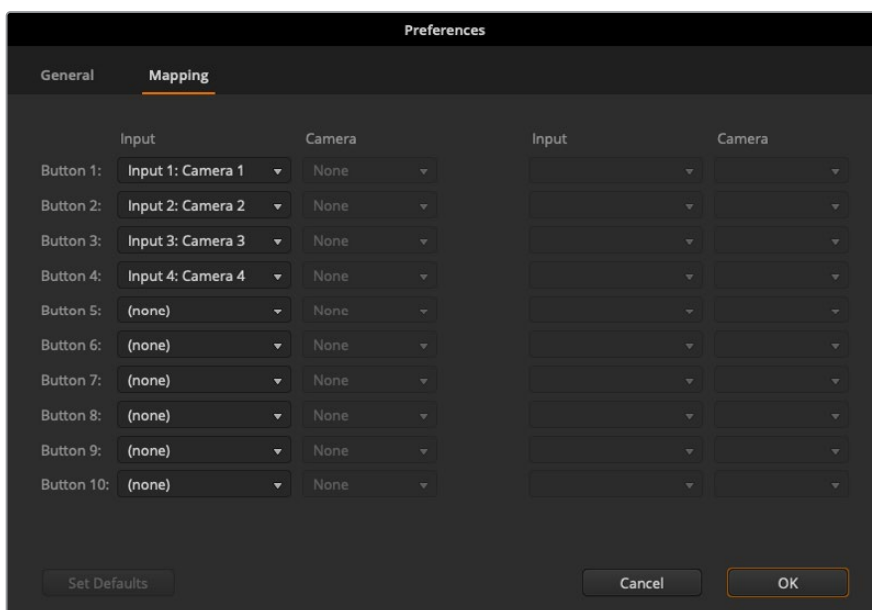 Preferences
General Mapping
Input Camera Input Camera
Button 1: Input 1: Camera 1 None
Button 2: Input 2: Camera 2 None
Button 3: Input 3: Camera 3 None
Button 4: Input 4: Camera 4 None
Button 5: (none) None
Button 6: (none) None
Button 7: (none) None
Button 8: (none) None
Button 9: (none) None
Button 10: (none) None
Set Defaults Cancel OK